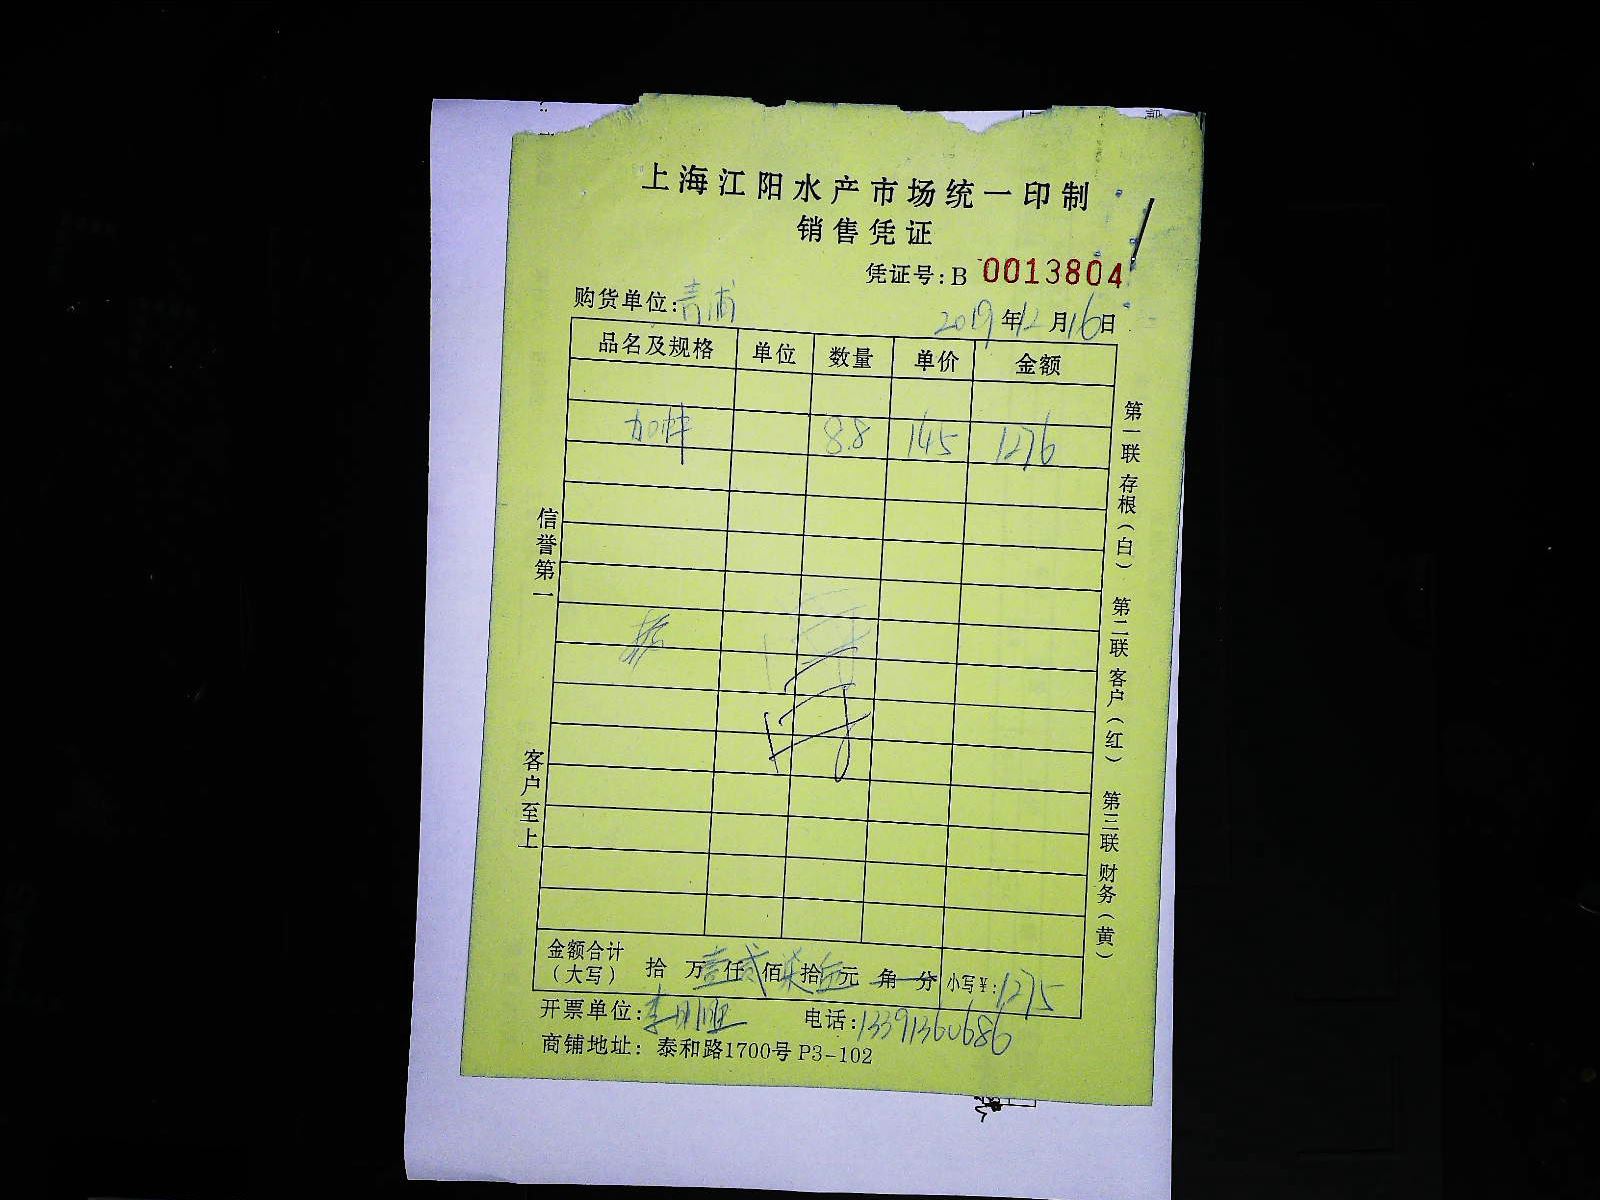 上海江阳水产市场统一印制
销售凭证
凭证号:B 0013804
购货单位:青浦
2019年12月16日
品名及规格 单位 数量 单价 金额
加蚌 8.8 145 1276
信誉第一 客户至上
第一联 存根(白) 第二联 客户(红) 第三联 财务(黄)
金额合计(大写) 拾 万壹仟贰佰柒拾伍元 角 分 小写¥:1275
开票单位:李 电话:13391360686
商铺地址: 泰和路1700号 P3-102